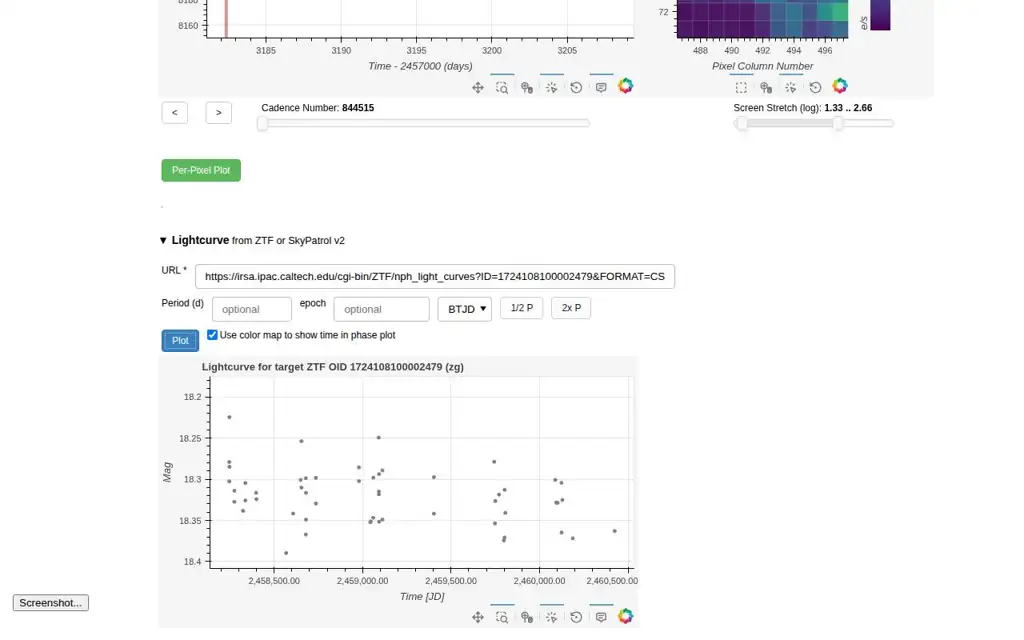 8180
8160
3185 3190 3195 3200 3205
Time - 2457000 (days)
72
488 490 492 494 496
Pixel Column Number
e/s
< >
Cadence Number: 844515
Screen Stretch (log): 1.33 .. 2.66
Per-Pixel Plot
.
▼ Lightcurve from ZTF or SkyPatrol v2
URL * https://irsa.ipac.caltech.edu/cgi-bin/ZTF/nph_light_curves?ID=1724108100002479&FORMAT=CS
Period (d) optional epoch optional BTJD ▼ 1/2 P 2x P
Plot Use color map to show time in phase plot
Lightcurve for target ZTF OID 1724108100002479 (zg)
18.2
18.25
18.3
18.35
18.4
Mag
2,458,500.00 2,459,000.00 2,459,500.00 2,460,000.00 2,460,500.00
Time [JD]
Screenshot...